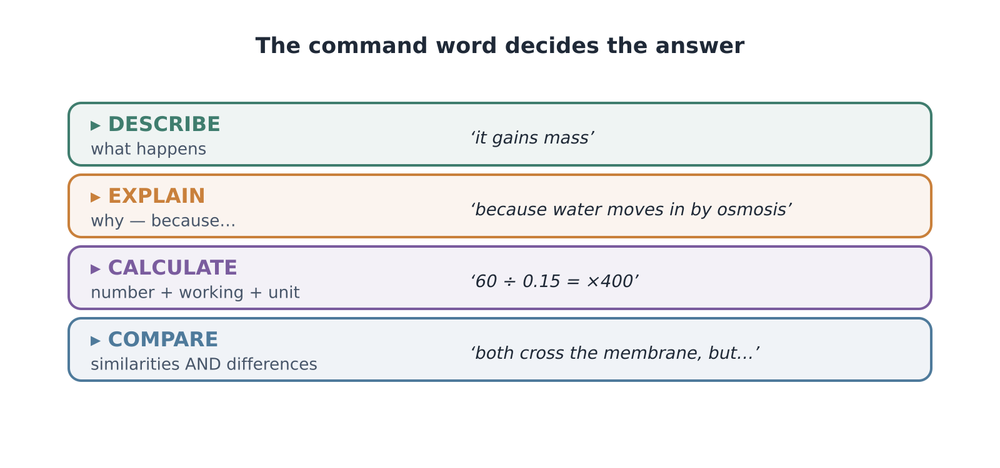 The command word decides the answer
▸ DESCRIBE
what happens
‘it gains mass’
▸ EXPLAIN
why — because…
‘because water moves in by osmosis’
▸ CALCULATE
number + working + unit
‘60 ÷ 0.15 = ×400’
▸ COMPARE
similarities AND differences
‘both cross the membrane, but…’